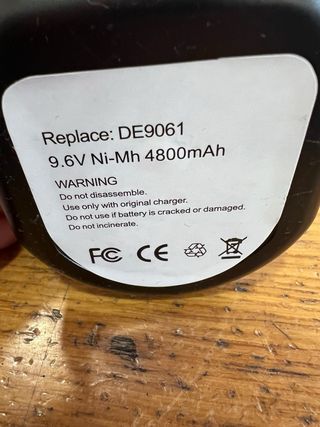 Replace: DE9061
9.6V Ni-Mh 4800mAh
WARNING
Do not disassemble.
Use only with original charger.
Do not use if battery is cracked or damaged.
Do not incinerate.
FC CE